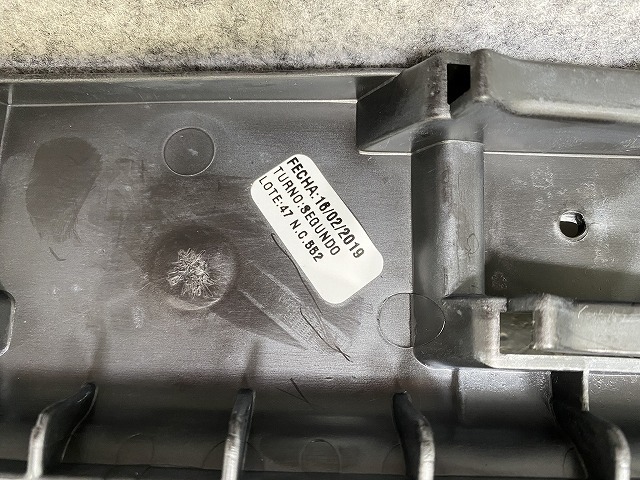 FECHA:16/02/2019
TURNO:SEGUNDO
LOTE:47 N.C.552